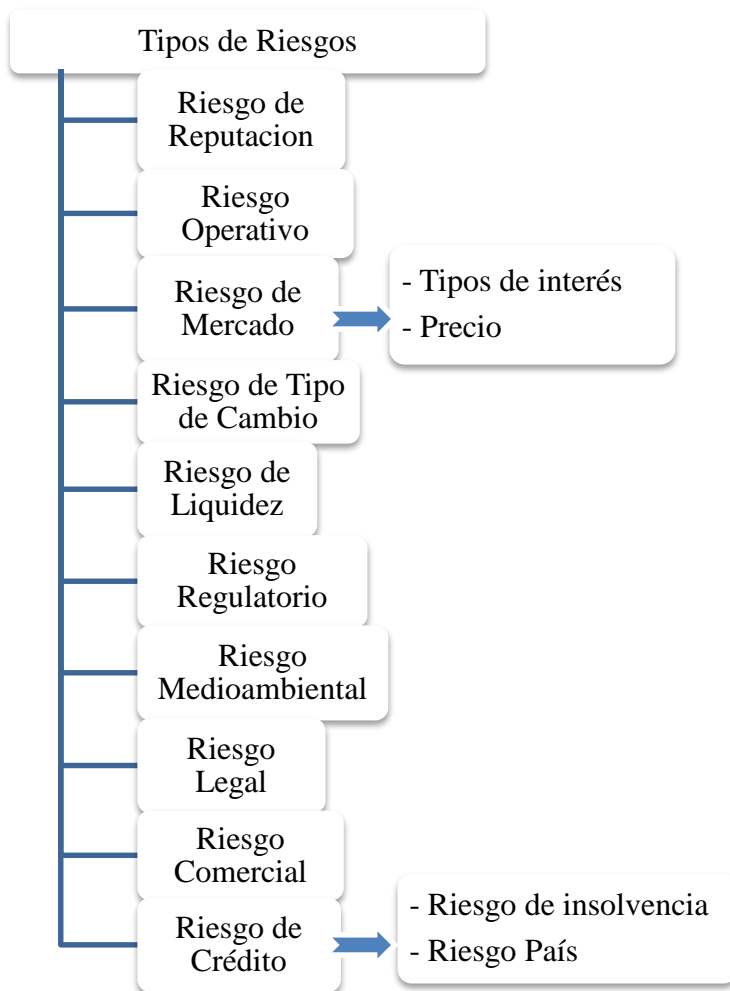 Tipos de Riesgos
Riesgo de
Reputacion
Riesgo
Operativo
Riesgo de
Mercado
- Tipos de interés
- Precio
Riesgo de Tipo
de Cambio
Riesgo de
Liquidez
Riesgo
Regulatorio
Riesgo
Medioambiental
Riesgo
Legal
Riesgo
Comercial
Riesgo de
Crédito
- Riesgo de insolvencia
- Riesgo País